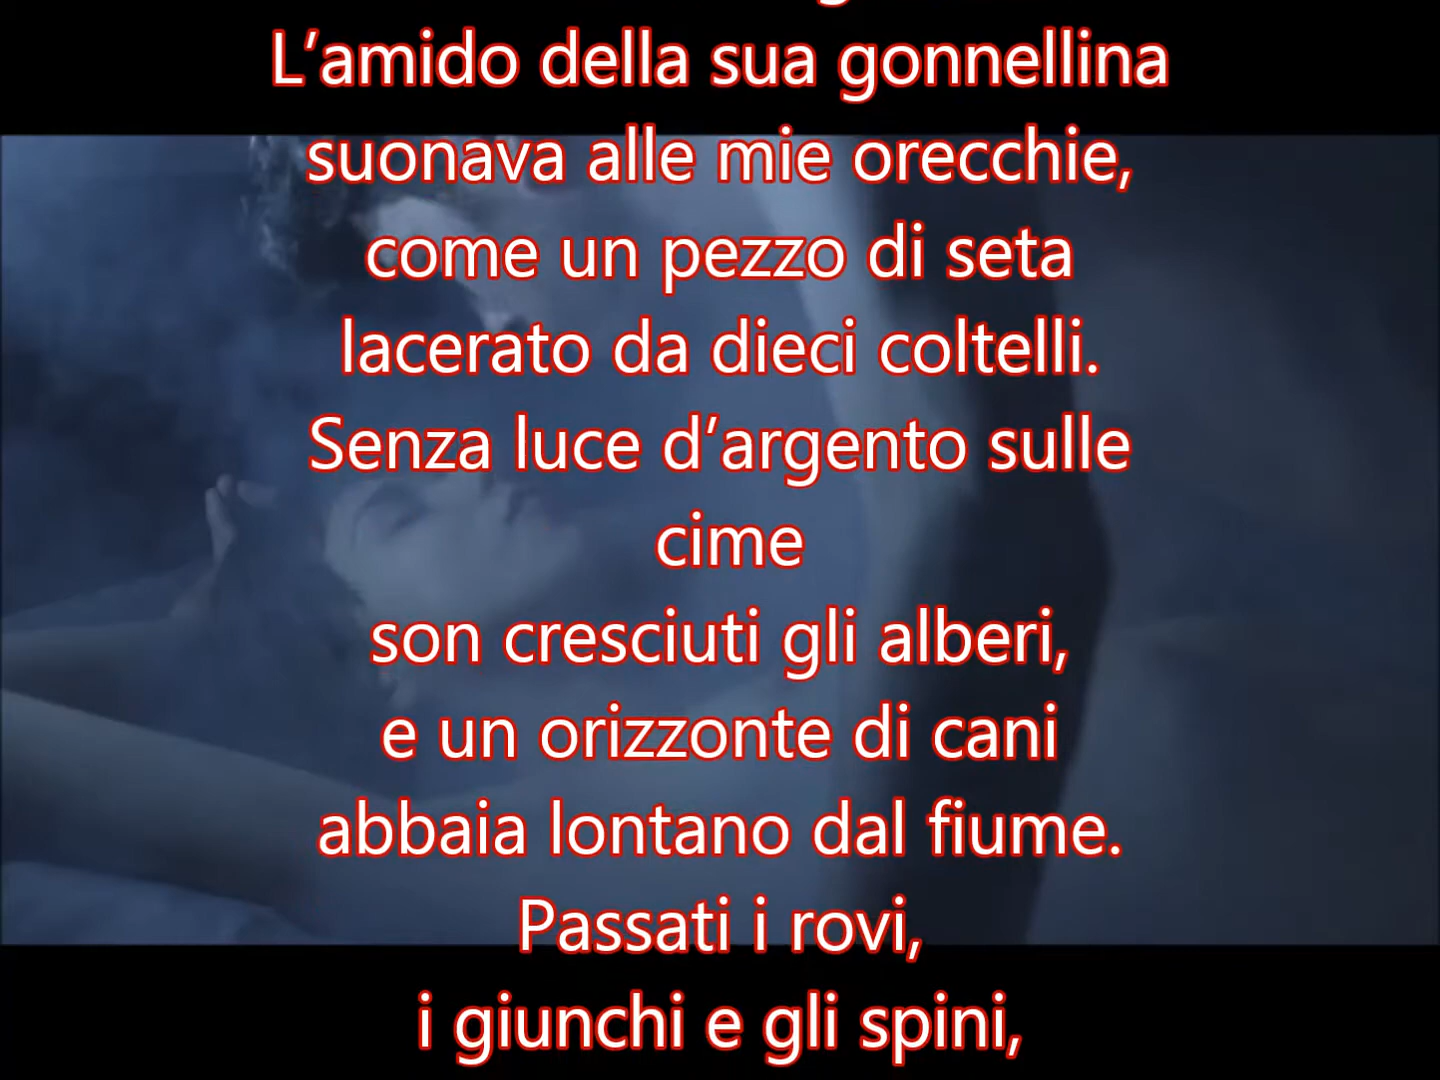 L’amido della sua gonnellina
suonava alle mie orecchie,
come un pezzo di seta
lacerato da dieci coltelli.
Senza luce d’argento sulle
cime
son cresciuti gli alberi,
e un orizzonte di cani
abbaia lontano dal fiume.
Passati i rovi,
i giunchi e gli spini,